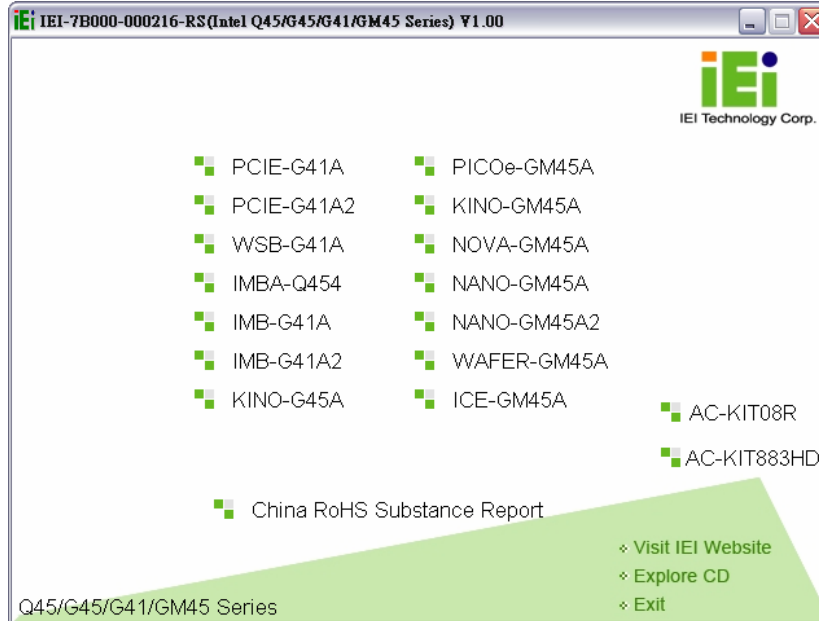 IEI-7B000-000216-RS(Intel Q45/G45/G41/GM45 Series) V1.00
iEi
IEI Technology Corp.
PCIE-G41A
PICOe-GM45A
PCIE-G41A2
KINO-GM45A
WSB-G41A
NOVA-GM45A
IMBA-Q454
NANO-GM45A
IMB-G41A
NANO-GM45A2
IMB-G41A2
WAFER-GM45A
KINO-G45A
ICE-GM45A
AC-KIT08R
AC-KIT883HD
China RoHS Substance Report
Visit IEI Website
Explore CD
Exit
Q45/G45/G41/GM45 Series